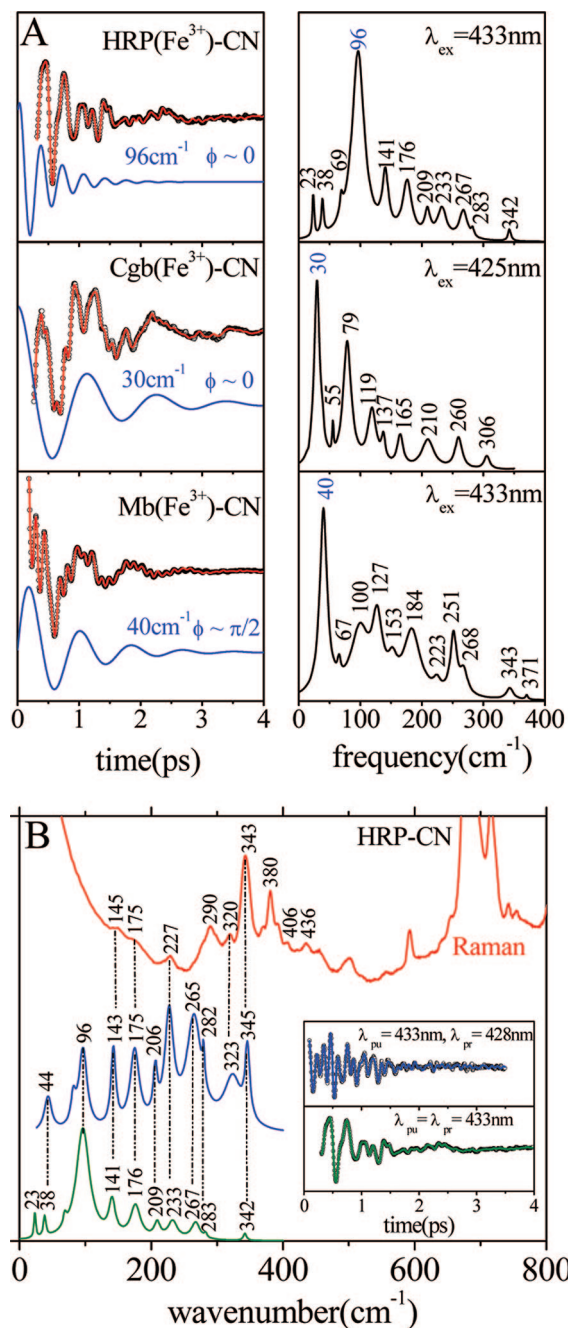 A
HRP(Fe³⁺)-CN
96cm⁻¹ ϕ ~ 0
Cgb(Fe³⁺)-CN
30cm⁻¹ ϕ ~ 0
Mb(Fe³⁺)-CN
40cm⁻¹ ϕ ~ π/2
0 1 2 3 4
time(ps)
λex=433nm
23 38 69 96 141 176 209 233 267 283 342
λex=425nm
30 55 79 119 137 165 210 260 306
λex=433nm
40 67 100 127 153 184 223 251 268 343 371
0 100 200 300 400
frequency(cm⁻¹)
B
HRP-CN
145 175 227 290 320 343 380 406 436
Raman
44 96 143 175 206 265 282 323 345
23 38 141 176 209 233 267 283 342
λpu=433nm, λpr=428nm
λpu=λpr=433nm
0 1 2 3 4
time(ps)
0 200 400 600 800
wavenumber(cm⁻¹)